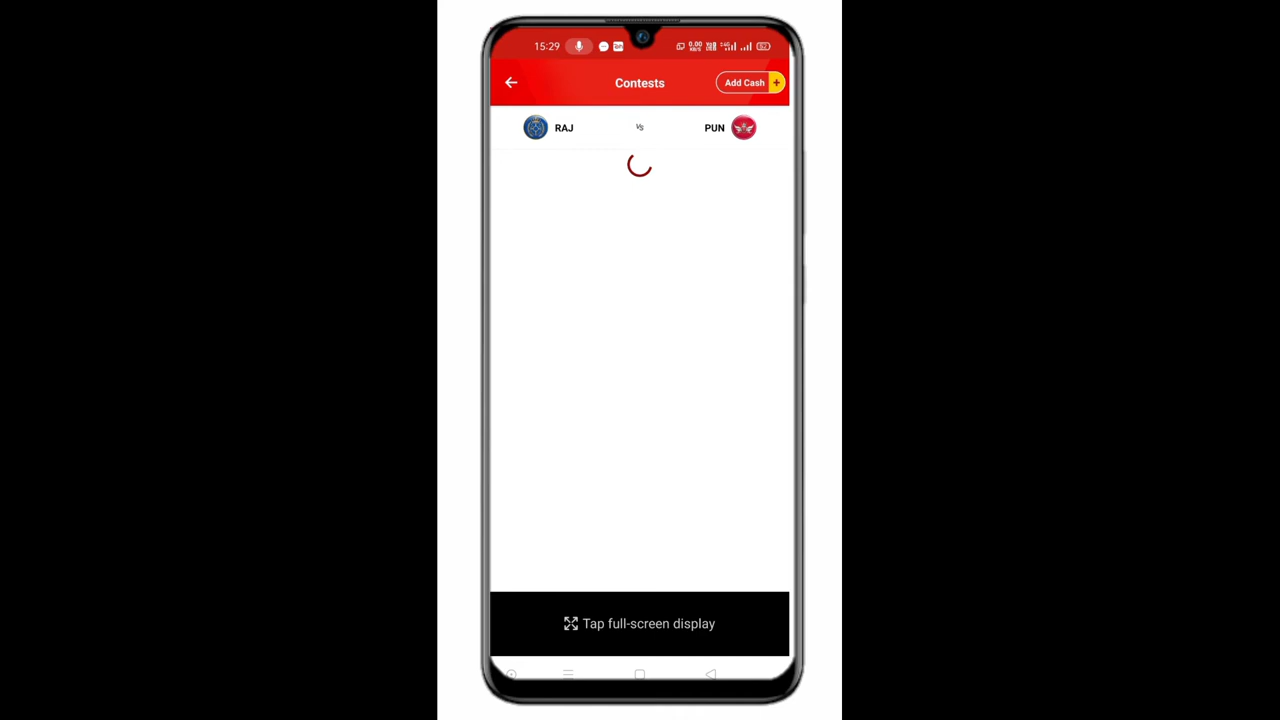 15:29
Contests
Add Cash +
RAJ
Vs
PUN
Tap full-screen display